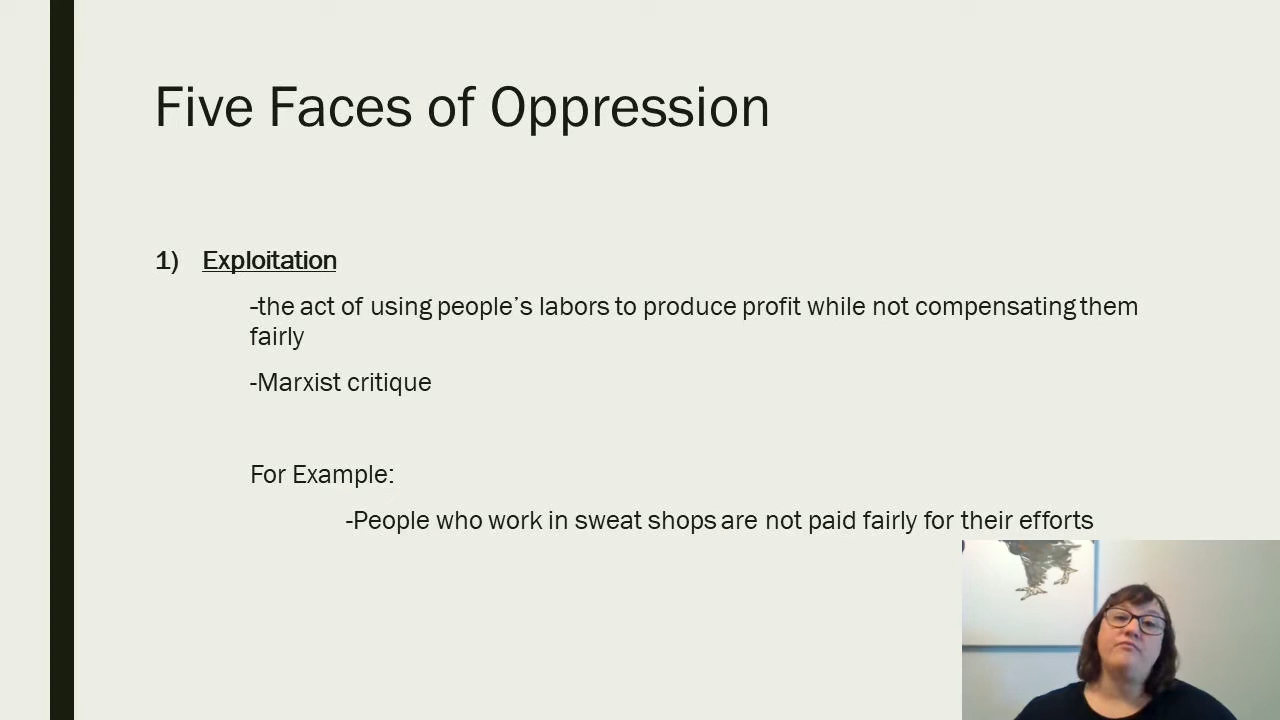 Five Faces of Oppression
1) Exploitation
-the act of using people’s labors to produce profit while not compensating them
fairly
-Marxist critique
For Example:
-People who work in sweat shops are not paid fairly for their efforts